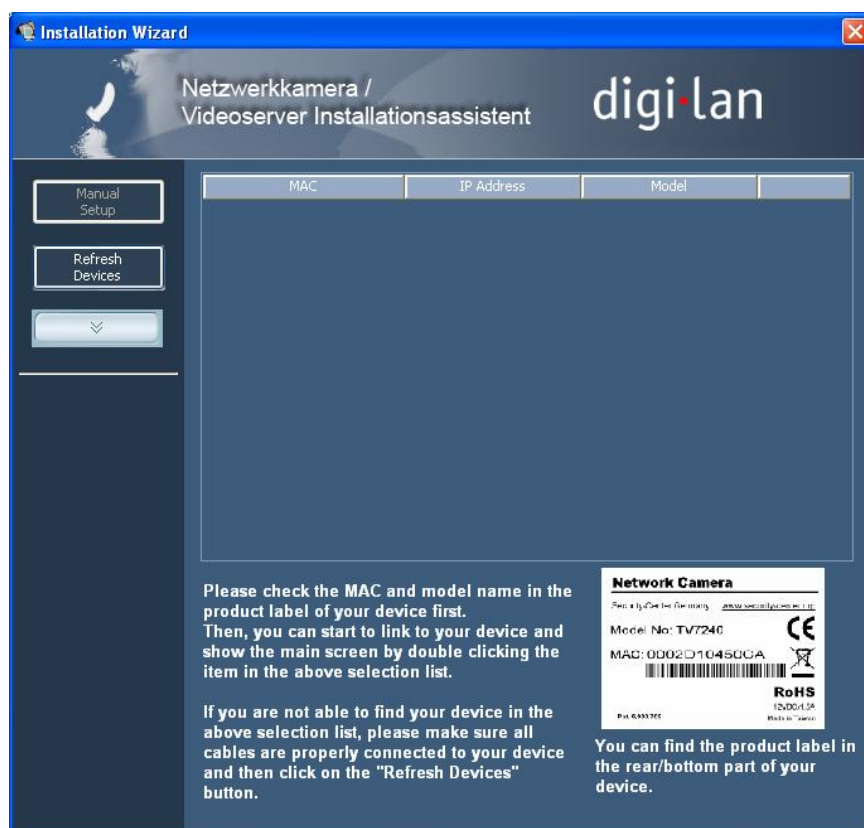 Installation Wizard
Netzwerkkamera /
Videoserver Installationsassistent
digi·lan
Manual
Setup
Refresh
Devices
MAC IP Address Model
Please check the MAC and model name in the
product label of your device first.
Then, you can start to link to your device and
show the main screen by double clicking the
item in the above selection list.
If you are not able to find your device in the
above selection list, please make sure all
cables are properly connected to your device
and then click on the "Refresh Devices"
button.
Network Camera
SecurityCenter Germany
Model No: TV7240
MAC: 0002D10450CA
CE
RoHS
Made in Taiwan
You can find the product label in
the rear/bottom part of your
device.